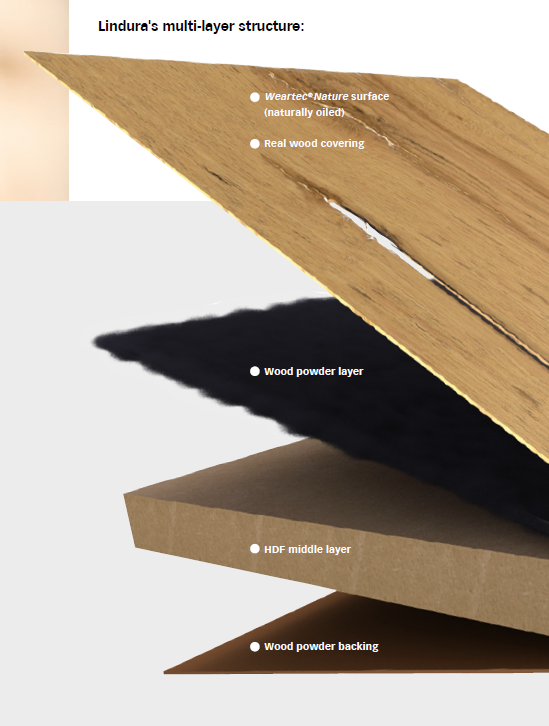 Lindura's multi-layer structure:
Weartec®Nature surface
(naturally oiled)
Real wood covering
Wood powder layer
HDF middle layer
Wood powder backing